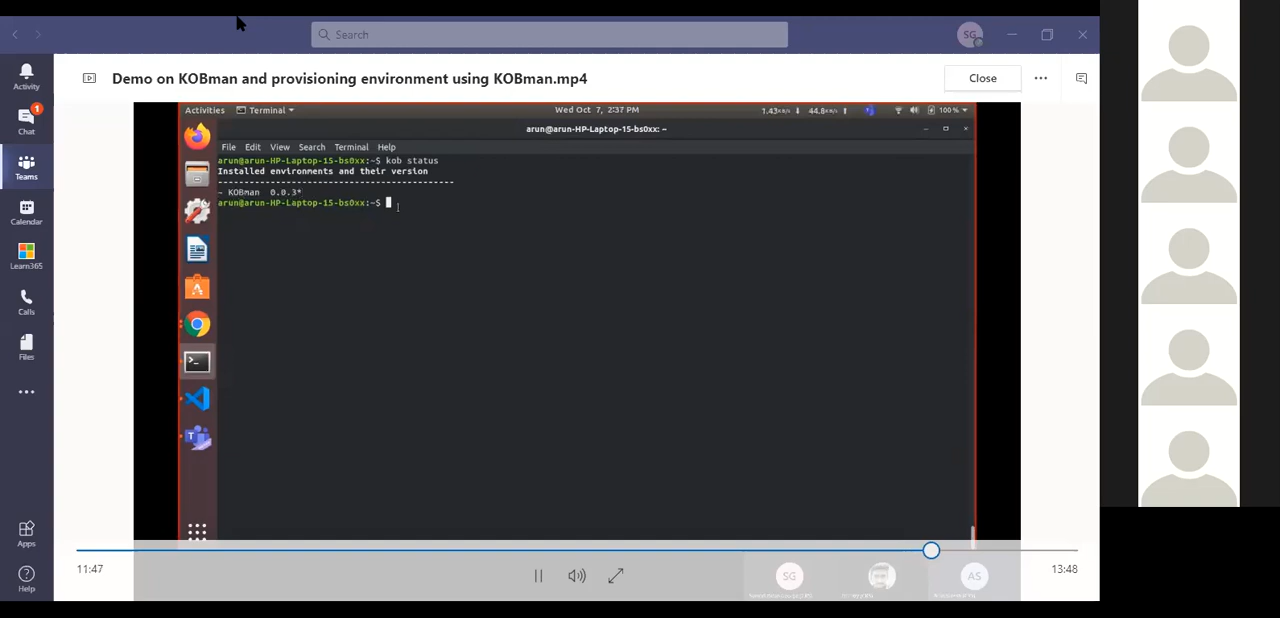 Search
SG
Activity
Chat
1
Teams
Calendar
Learn365
Calls
Files
Apps
Help
Demo on KOBman and provisioning environment using KOBman.mp4
Close
Activities
Terminal
Wed Oct 7, 2:37 PM
100 %
arun@arun-HP-Laptop-15-bs0xx: ~
File Edit View Search Terminal Help
arun@arun-HP-Laptop-15-bs0xx:~$ kob status
Installed environments and their version
---------------------------------------------
~ KOBman 0.0.3*
arun@arun-HP-Laptop-15-bs0xx:~$
11:47
13:48
SG
AS